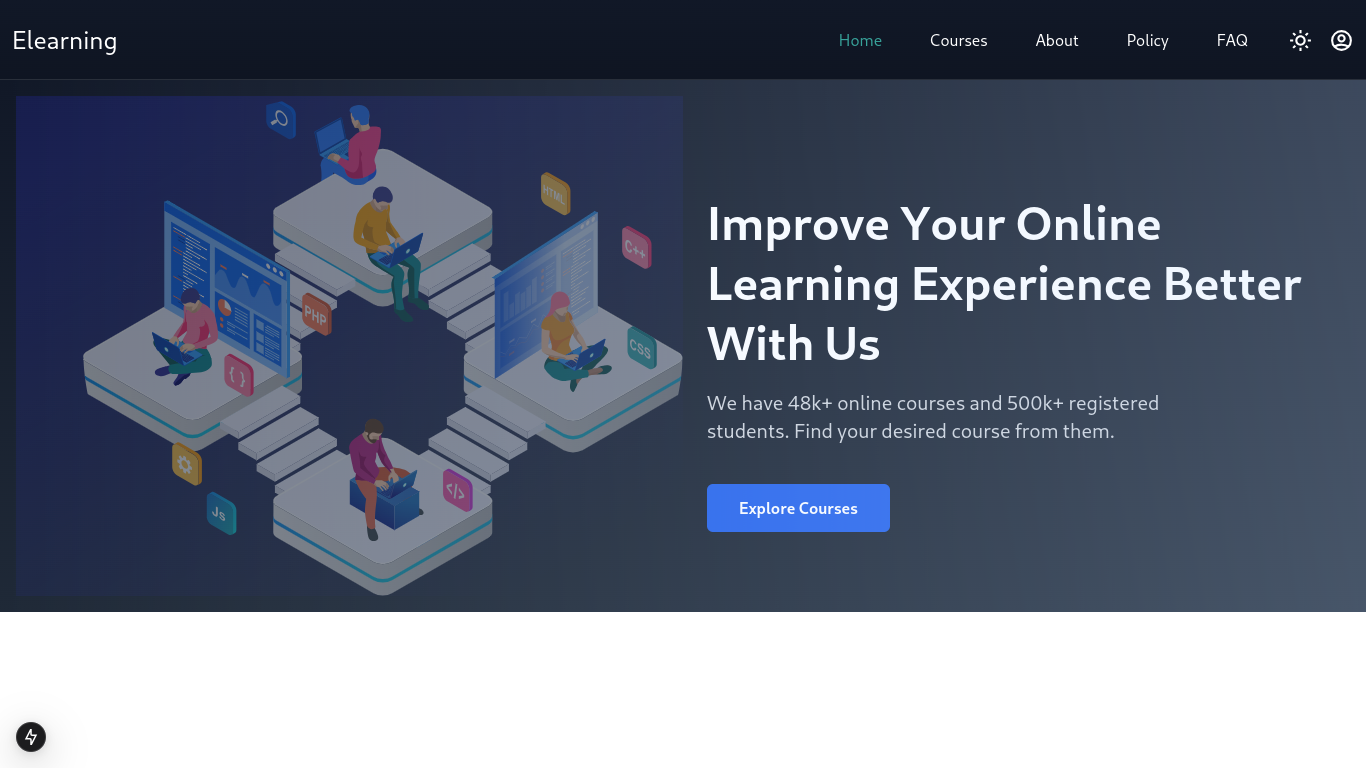 Elearning
Home Courses About Policy FAQ
HTML
C++
PHP
CSS
{ }
</>
Js
Improve Your Online
Learning Experience Better
With Us
We have 48k+ online courses and 500k+ registered
students. Find your desired course from them.
Explore Courses